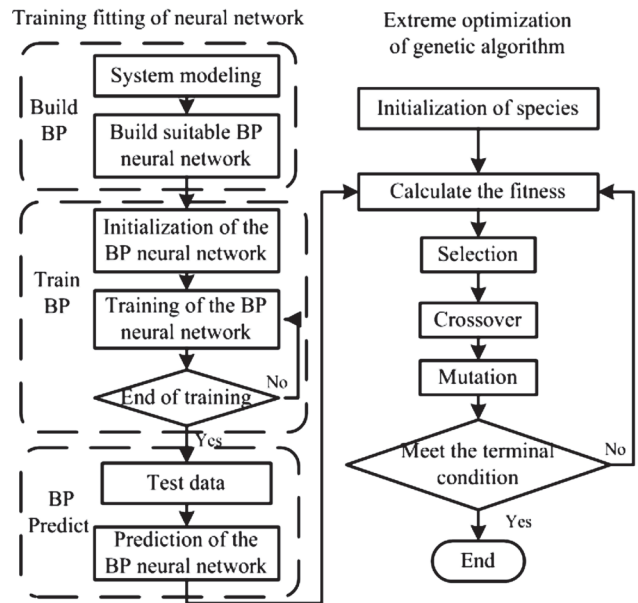 Training fitting of neural network
Build
BP
System modeling
Build suitable BP
neural network
Train
BP
Initialization of the
BP neural network
Training of the BP
neural network
End of training
No
Yes
BP
Predict
Test data
Prediction of the
BP neural network
Extreme optimization
of genetic algorithm
Initialization of species
Calculate the fitness
Selection
Crossover
Mutation
Meet the terminal
condition
No
Yes
End